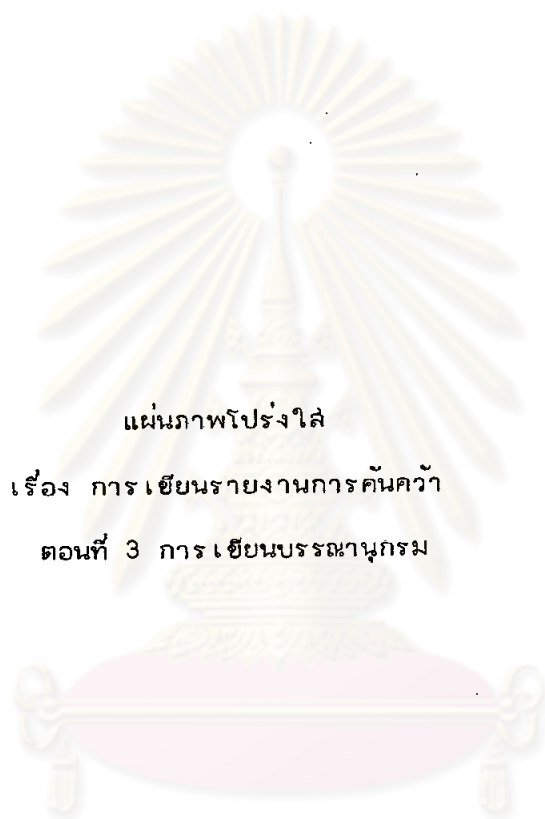 แผ่นภาพโปร่งใส
เรื่อง การเขียนรายงานการค้นคว้า
ตอนที่ 3 การเขียนบรรณานุกรม